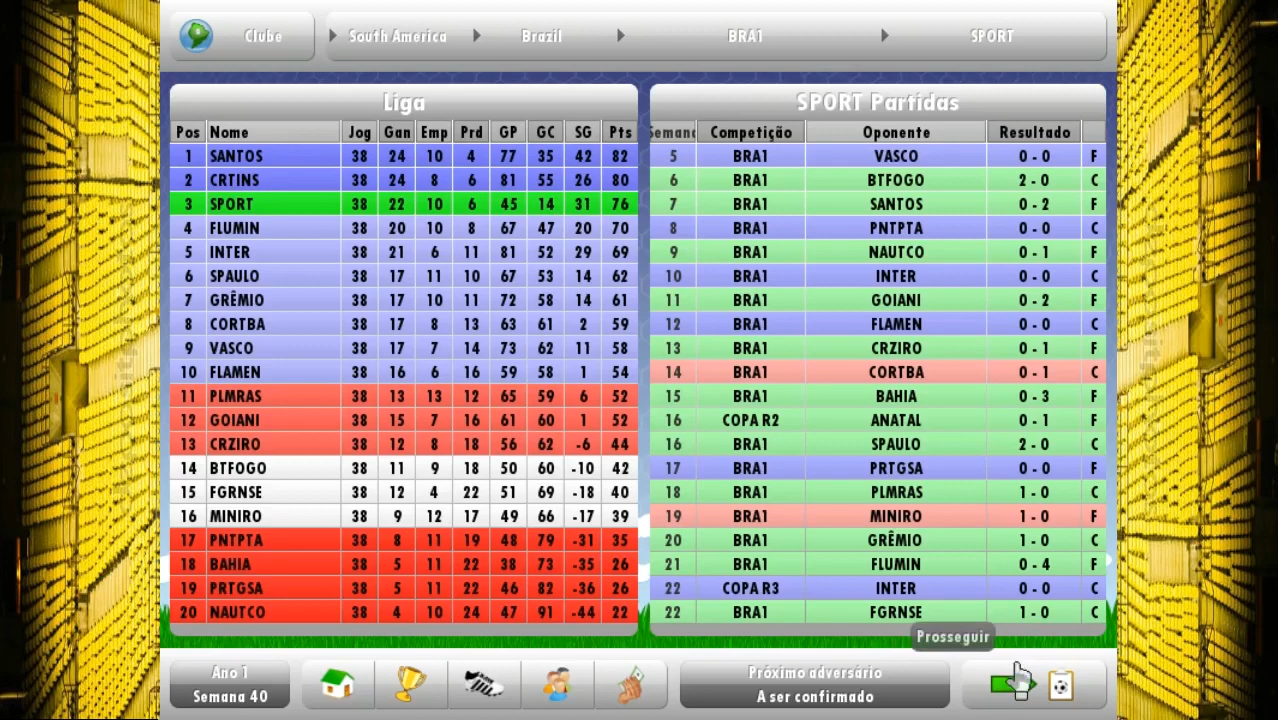 Clube South America Brazil BRA1 SPORT
Liga
Pos Nome Jog Gan Emp Prd GP GC SG Pts
1 SANTOS 38 24 10 4 77 35 42 82
2 CRTINS 38 24 8 6 81 55 26 80
3 SPORT 38 22 10 6 45 14 31 76
4 FLUMIN 38 20 10 8 67 47 20 70
5 INTER 38 21 6 11 81 52 29 69
6 SPAULO 38 17 11 10 67 53 14 62
7 GRÊMIO 38 17 10 11 72 58 14 61
8 CORTBA 38 17 8 13 63 61 2 59
9 VASCO 38 17 7 14 73 62 11 58
10 FLAMEN 38 16 6 16 59 58 1 54
11 PLMRAS 38 13 13 12 65 59 6 52
12 GOIANI 38 15 7 16 61 60 1 52
13 CRZIRO 38 12 8 18 56 62 -6 44
14 BTFOGO 38 11 9 18 50 60 -10 42
15 FGRNSE 38 12 4 22 51 69 -18 40
16 MINIRO 38 9 12 17 49 66 -17 39
17 PNTPTA 38 8 11 19 48 79 -31 35
18 BAHIA 38 5 11 22 38 73 -35 26
19 PRTGSA 38 5 11 22 46 82 -36 26
20 NAUTCO 38 4 10 24 47 91 -44 22
SPORT Partidas
Semana Competição Oponente Resultado
5 BRA1 VASCO 0 - 0 F
6 BRA1 BTFOGO 2 - 0 C
7 BRA1 SANTOS 0 - 2 F
8 BRA1 PNTPTA 0 - 0 C
9 BRA1 NAUTCO 0 - 1 F
10 BRA1 INTER 0 - 0 C
11 BRA1 GOIANI 0 - 2 F
12 BRA1 FLAMEN 0 - 0 C
13 BRA1 CRZIRO 0 - 1 F
14 BRA1 CORTBA 0 - 1 C
15 BRA1 BAHIA 0 - 3 F
16 COPA R2 ANATAL 0 - 1 F
16 BRA1 SPAULO 2 - 0 C
17 BRA1 PRTGSA 0 - 0 F
18 BRA1 PLMRAS 1 - 0 C
19 BRA1 MINIRO 1 - 0 F
20 BRA1 GRÊMIO 1 - 0 C
21 BRA1 FLUMIN 0 - 4 F
22 COPA R3 INTER 0 - 0 C
22 BRA1 FGRNSE 1 - 0 C
Prosseguir
Ano 1
Semana 40
Próximo adversário
A ser confirmado